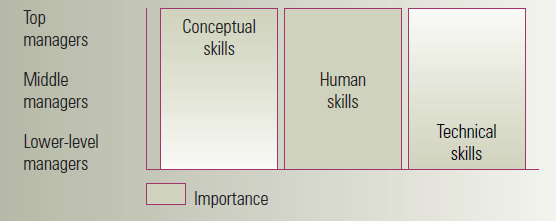 Top
managers
Conceptual
skills
Middle
managers
Human
skills
Lower-level
managers
Technical
skills
Importance